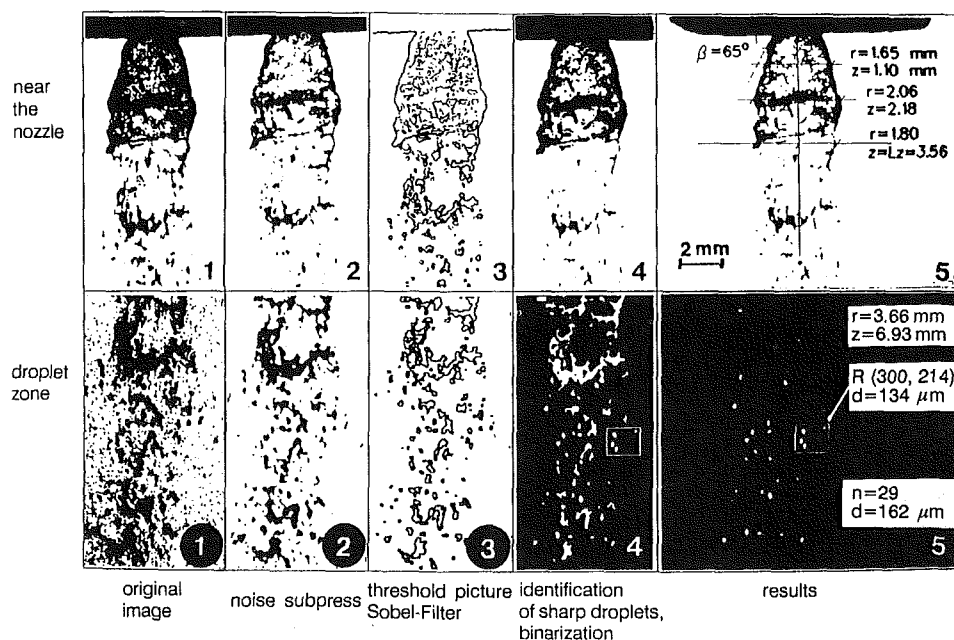 near
the
nozzle
1
2
3
4
β=65°
r=1.65 mm
z=1.10 mm
r=2.06
z=2.18
r=1.80
z=Lz=3.56
2 mm
5
droplet
zone
1
2
3
4
r=3.66 mm
z=6.93 mm
R (300, 214)
d=134 μm
n=29
d=162 μm
5
original
image
noise subpress
threshold picture
Sobel-Filter
identification
of sharp droplets,
binarization
results